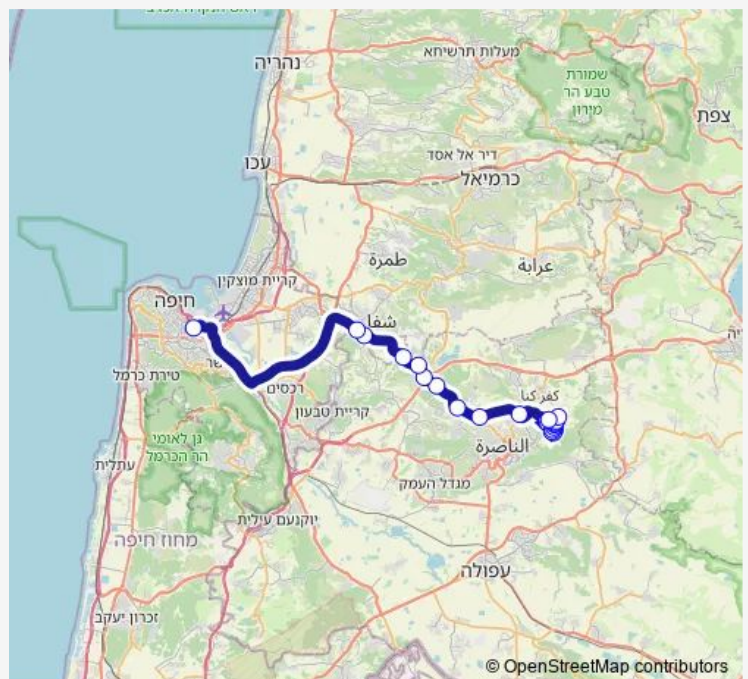 מעלות תרשיחא
נהריה
שמורת
טבע הר
מירון
צפת
עכו
דיר אל אסד
כרמיאל
טמרה
עראבה
קריית מוצקין
חיפה
שפר
טירת כרמל
רכסים
כפר כנא
קריית טבעון
גן לאומי
הר הכרמל
الناصرة
עתלית
מגדל העמק
יוקנעם עילית
מחוז חיפה
עפולה
זכרון יעקב
© OpenStreetMap contributors